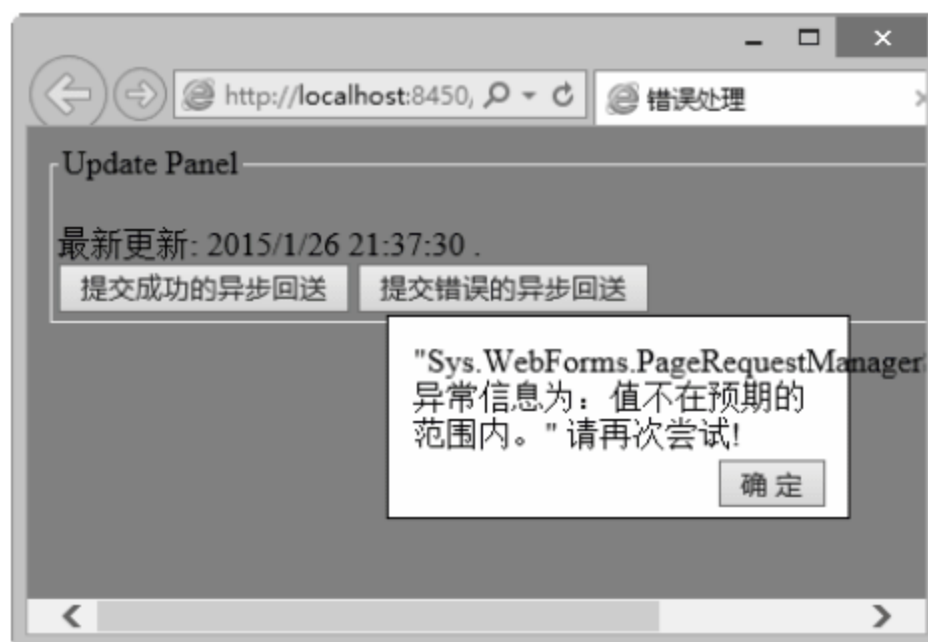 http://localhost:8450,
错误处理
Update Panel
最新更新: 2015/1/26 21:37:30 .
提交成功的异步回送
提交错误的异步回送
"Sys.WebForms.PageRequestManager
异常信息为：值不在预期的
范围内。" 请再次尝试!
确 定